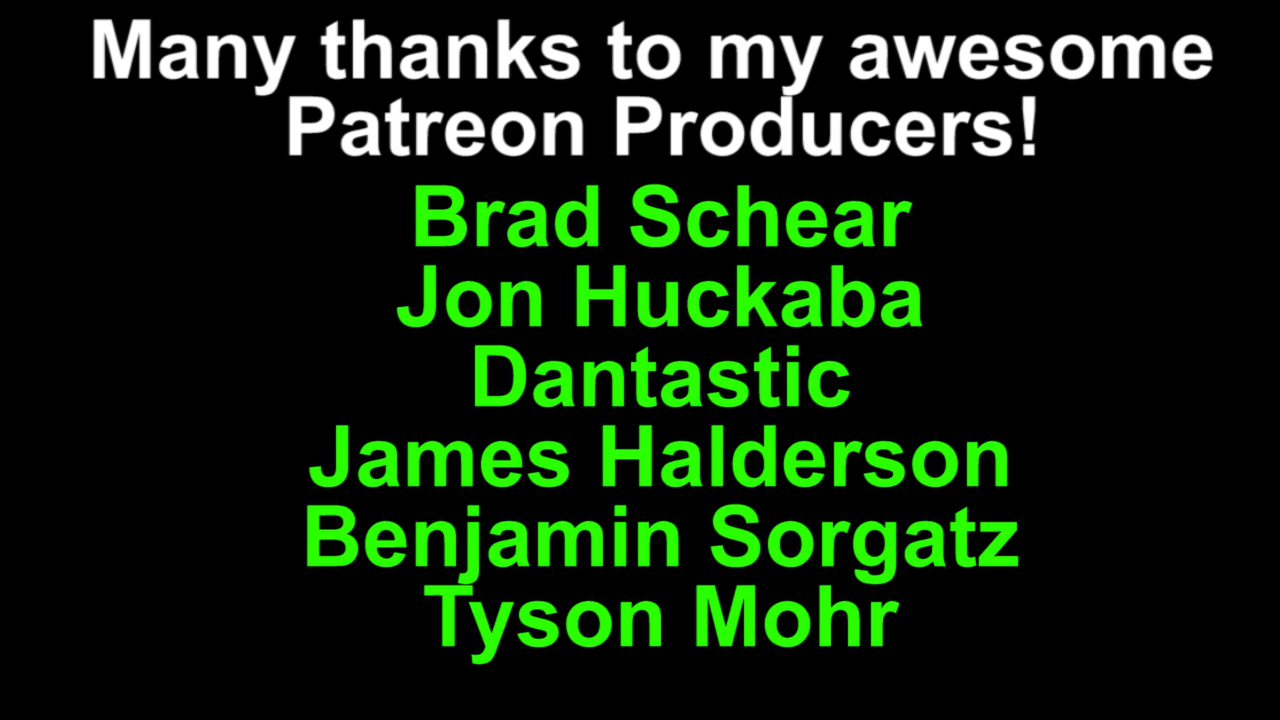 Many thanks to my awesome
Patreon Producers!
Brad Schear
Jon Huckaba
Dantastic
James Halderson
Benjamin Sorgatz
Tyson Mohr